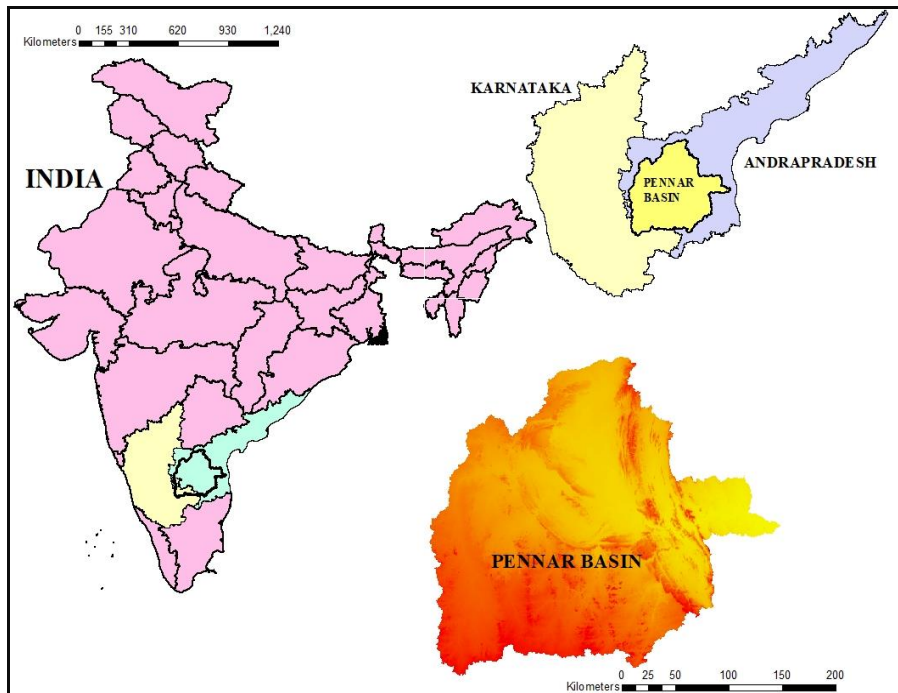 0 155 310 620 930 1,240
Kilometers
INDIA
KARNATAKA
ANDRAPRADESH
PENNAR
BASIN
PENNAR BASIN
0 25 50 100 150 200
Kilometers